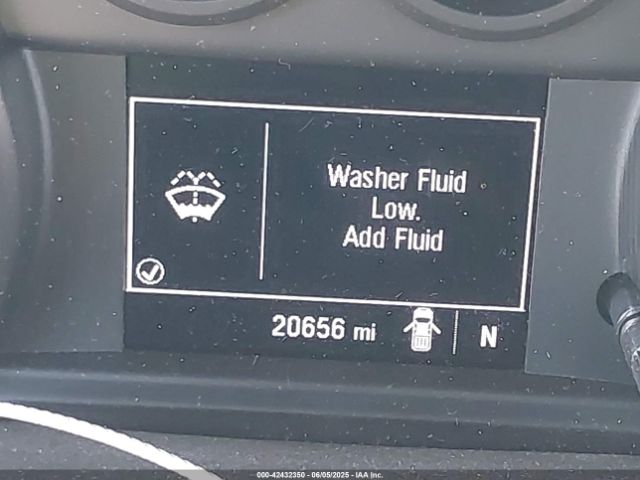 Washer Fluid
Low.
Add Fluid
20656 mi
N
000-42432350 - 06/05/2025 - IAA Inc.